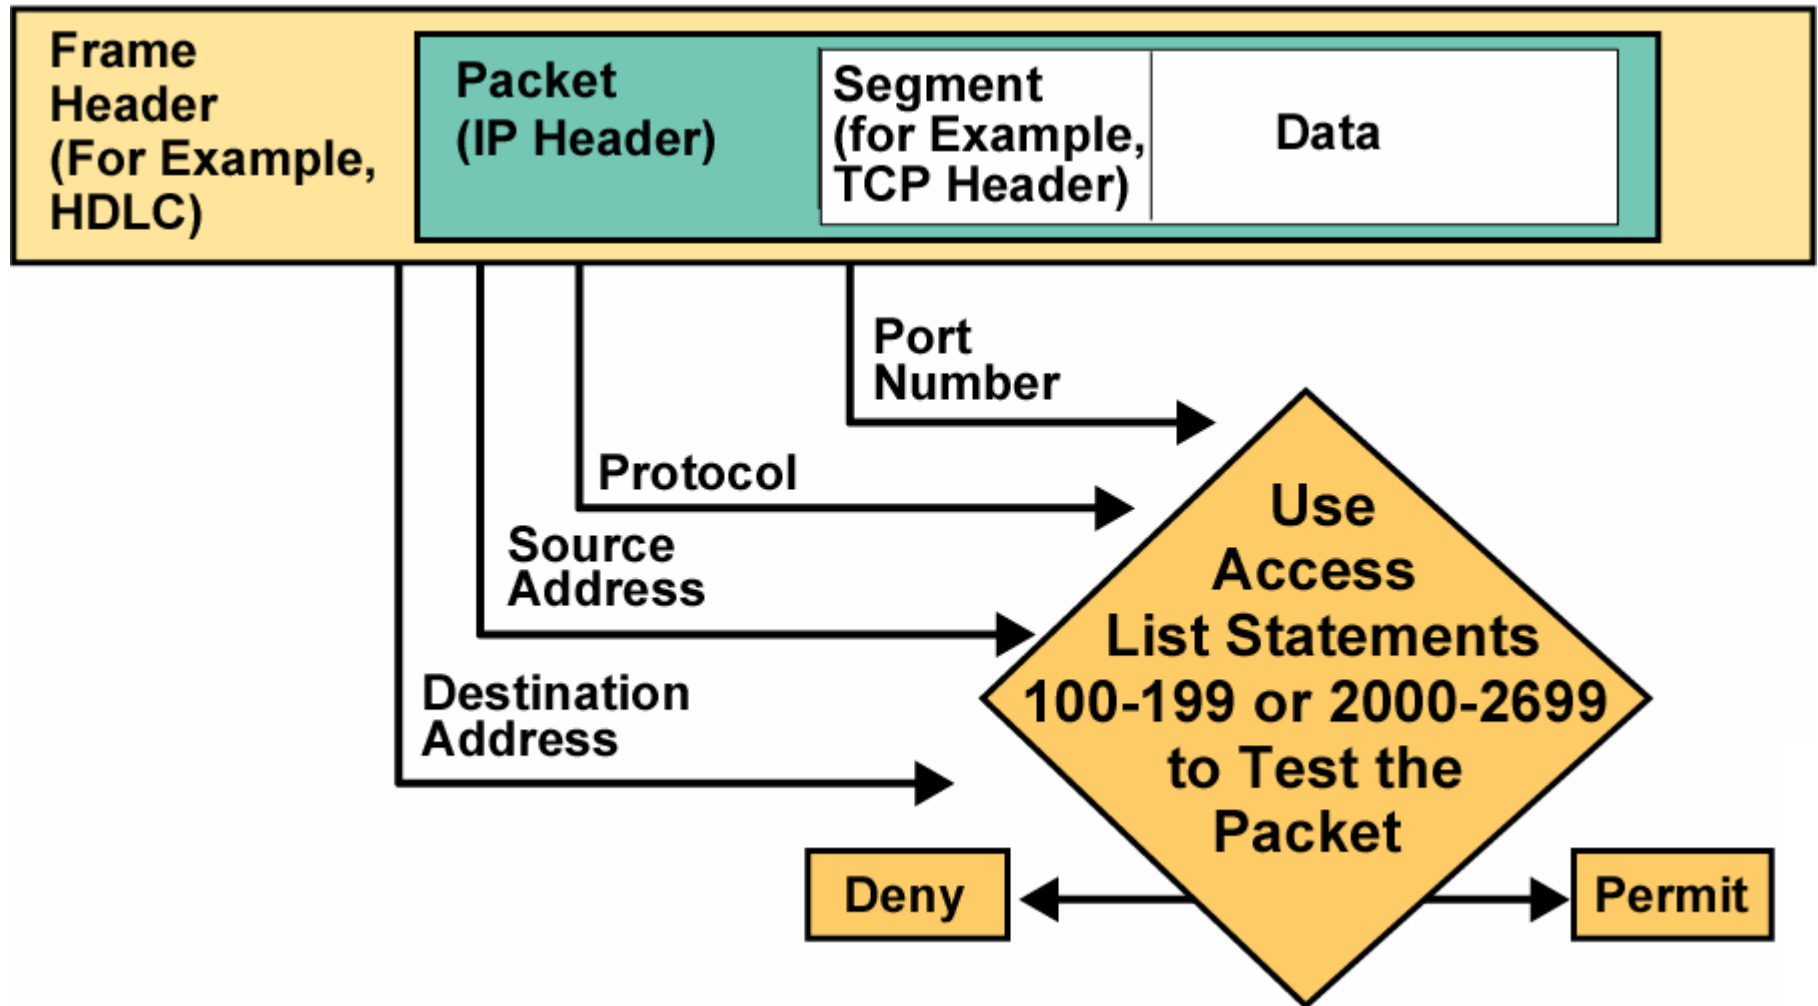 Frame
Header
(For Example,
HDLC)
Packet
(IP Header)
Segment
(for Example,
TCP Header)
Data
Port
Number
Protocol
Source
Address
Destination
Address
Use
Access
List Statements
100-199 or 2000-2699
to Test the
Packet
Deny
Permit